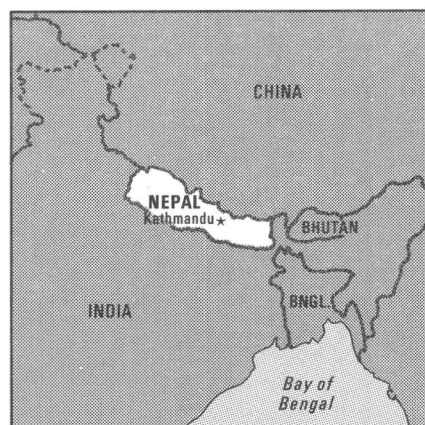 CHINA
NEPAL
Kathmandu
BHUTAN
BNGL.
INDIA
Bay of
Bengal